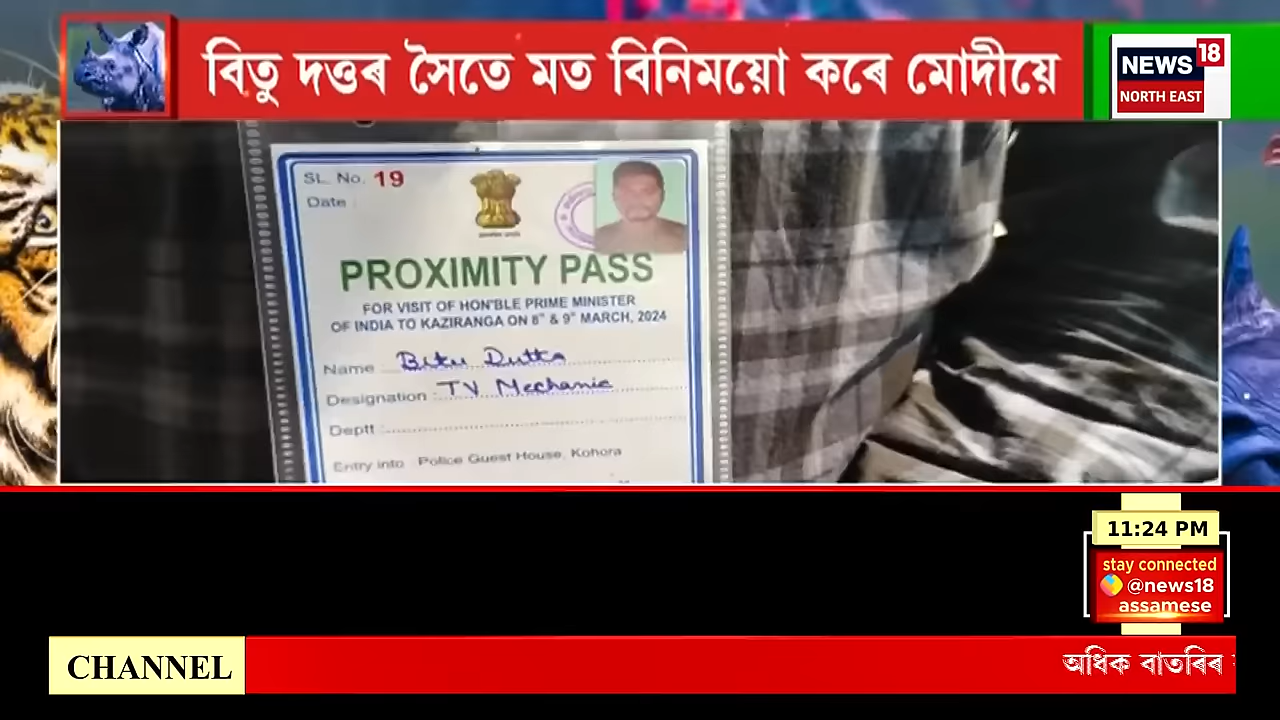 বিতু দত্তৰ সৈতে মত বিনিময়ো কৰে মোদীয়ে
NEWS 18
NORTH EAST
SL. No. 19
Date :
PROXIMITY PASS
FOR VISIT OF HON'BLE PRIME MINISTER
OF INDIA TO KAZIRANGA ON 8th & 9th MARCH, 2024
Name : Bitu Dutta
Designation : TV Mechanic
Deptt :
Entry into : Police Guest House, Kohora
11:24 PM
stay connected
@news18
assamese
CHANNEL
অধিক বাতৰিৰ